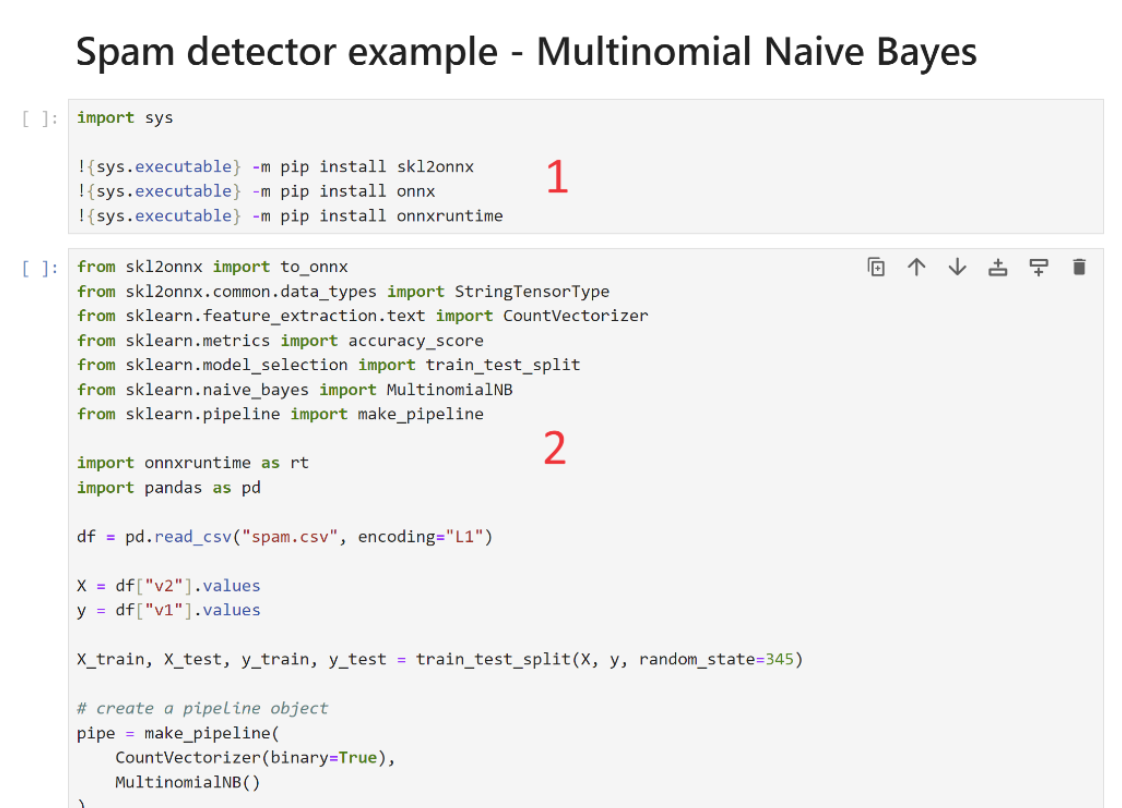 Spam detector example - Multinomial Naive Bayes
[ ]: import sys
!{sys.executable} -m pip install skl2onnx
!{sys.executable} -m pip install onnx
!{sys.executable} -m pip install onnxruntime
1
[ ]: from skl2onnx import to_onnx
from skl2onnx.common.data_types import StringTensorType
from sklearn.feature_extraction.text import CountVectorizer
from sklearn.metrics import accuracy_score
from sklearn.model_selection import train_test_split
from sklearn.naive_bayes import MultinomialNB
from sklearn.pipeline import make_pipeline
2
import onnxruntime as rt
import pandas as pd
df = pd.read_csv("spam.csv", encoding="L1")
X = df["v2"].values
y = df["v1"].values
X_train, X_test, y_train, y_test = train_test_split(X, y, random_state=345)
# create a pipeline object
pipe = make_pipeline(
    CountVectorizer(binary=True),
    MultinomialNB()
)